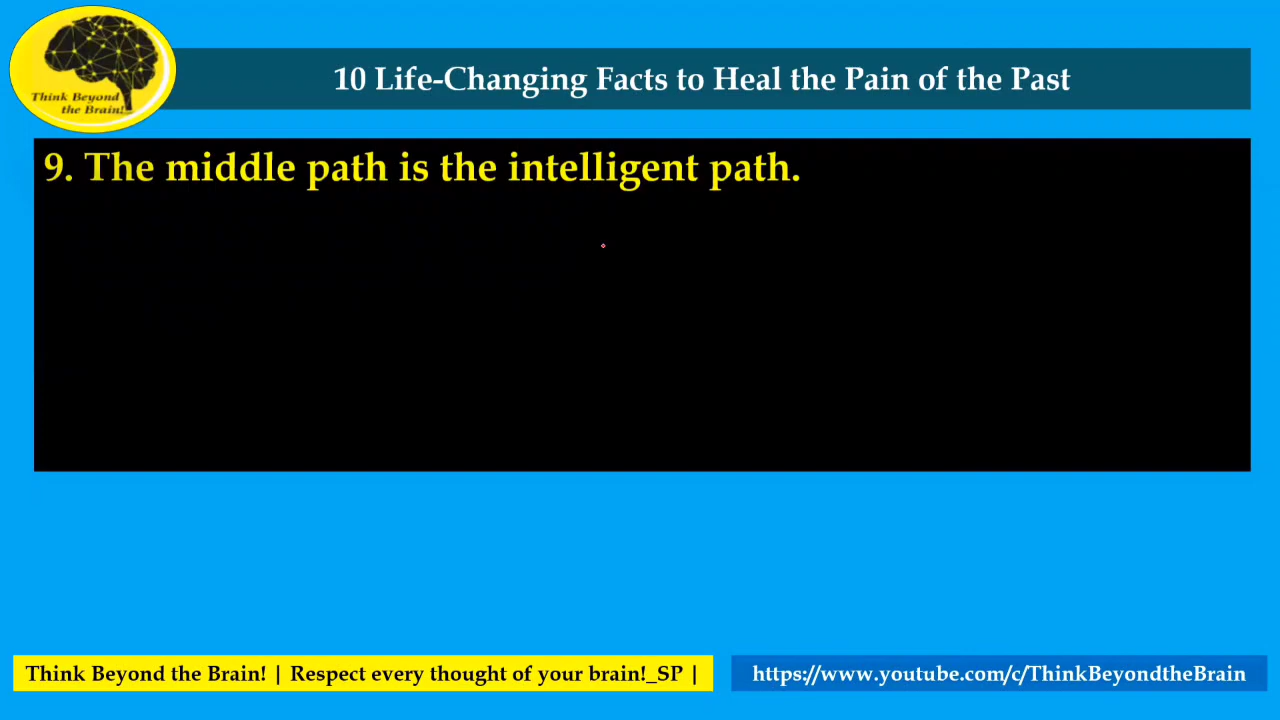 Think Beyond
the Brain!
10 Life-Changing Facts to Heal the Pain of the Past
9. The middle path is the intelligent path.
Think Beyond the Brain! | Respect every thought of your brain!_SP |
https://www.youtube.com/c/ThinkBeyondtheBrain